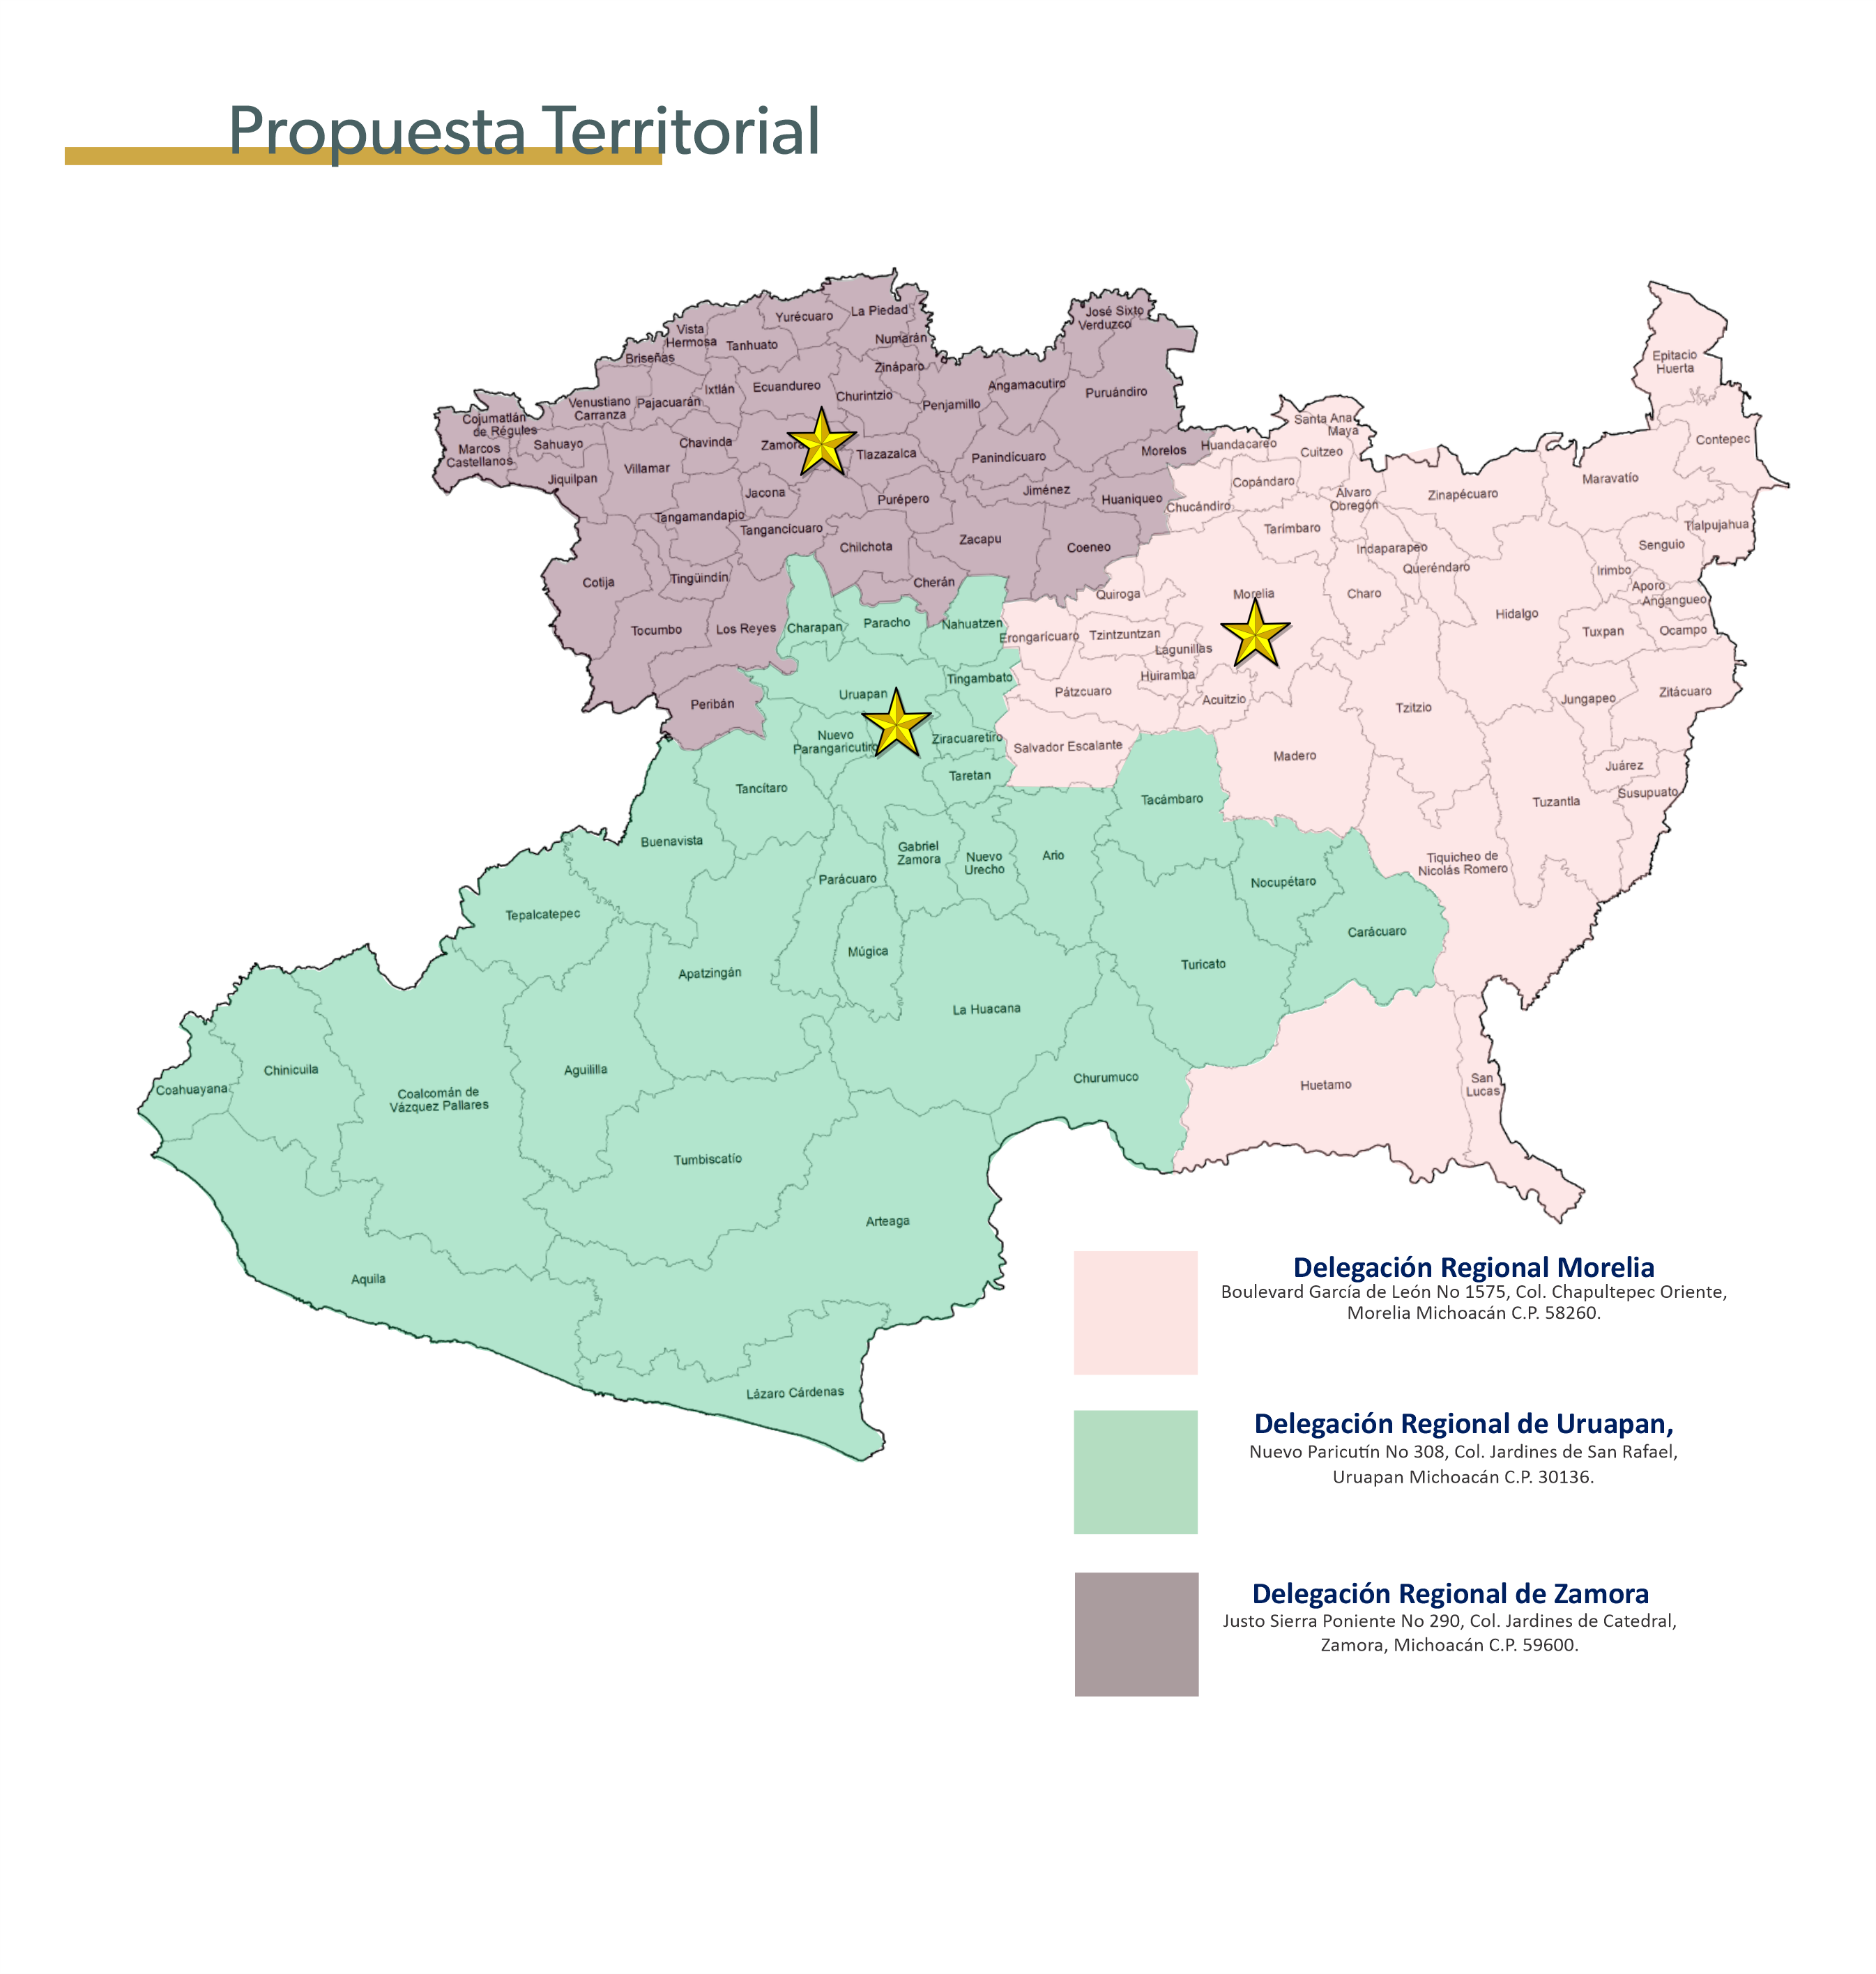 Propuesta Territorial
La Piedad
Yurécuaro
José Sixto
Verduzco
Vista
Hermosa
Numarán
Tanhuato
Briseñas
Epitacio
Huerta
Zináparo
Ixtlán
Ecuandureo
Angamacutiro
Puruándiro
Churintzio
Venustiano
Carranza
Pajacuarán
Penjamillo
Cojumatlán
de Régules
Santa Ana
Maya
Sahuayo
Chavinda
Zamora
Contepec
Marcos
Castellanos
Tlazazalca
Panindícuaro
Morelos
Huandacareo
Cuitzeo
Villamar
Jiquilpan
Maravatío
Jacona
Purépero
Jiménez
Huaniqueo
Copándaro
Alvaro
Obregón
Zinapécuaro
Chucándiro
Tangamandapio
Tangancícuaro
Tarímbaro
Tlalpujahua
Chilchota
Zacapu
Coeneo
Indaparapeo
Senguio
Queréndaro
Irimbo
Cotija
Tingüindín
Cherán
Quiroga
Morelia
Charo
Aporo
Angangueo
Hidalgo
Tocumbo
Los Reyes
Charapan
Paracho
Nahuatzen
Erongarícuaro
Tzintzuntzan
Lagunillas
Tuxpan
Ocampo
Huiramba
Tingambato
Uruapan
Pátzcuaro
Acuitzio
Jungapeo
Zitácuaro
Peribán
Tzitzio
Nuevo
Parangaricutiro
Ziracuaretiro
Salvador Escalante
Madero
Juárez
Taretan
Tancítaro
Tacámbaro
Tuzantla
Susupuato
Buenavista
Gabriel
Zamora
Nuevo
Urecho
Ario
Tiquicheo de
Nicolás Romero
Parácuaro
Nocupétaro
Tepalcatepec
Carácuaro
Múgica
Apatzingán
Turicato
La Huacana
Chinicuila
Aguililla
Churumuco
Huetamo
San
Lucas
Coahuayana
Coalcomán de
Vázquez Pallares
Tumbiscatío
Arteaga
Aquila
Lázaro Cárdenas
Delegación Regional Morelia
Boulevard García de León No 1575, Col. Chapultepec Oriente,
Morelia Michoacán C.P. 58260.
Delegación Regional de Uruapan,
Nuevo Paricutín No 308, Col. Jardines de San Rafael,
Uruapan Michoacán C.P. 30136.
Delegación Regional de Zamora
Justo Sierra Poniente No 290, Col. Jardines de Catedral,
Zamora, Michoacán C.P. 59600.